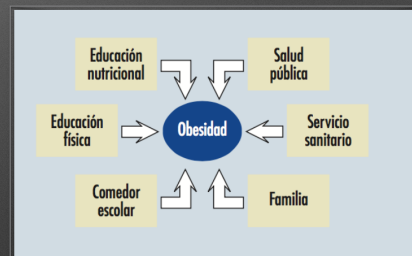 Educación
nutricional
Salud
pública
Educación
física
Obesidad
Servicio
sanitario
Comedor
escolar
Familia